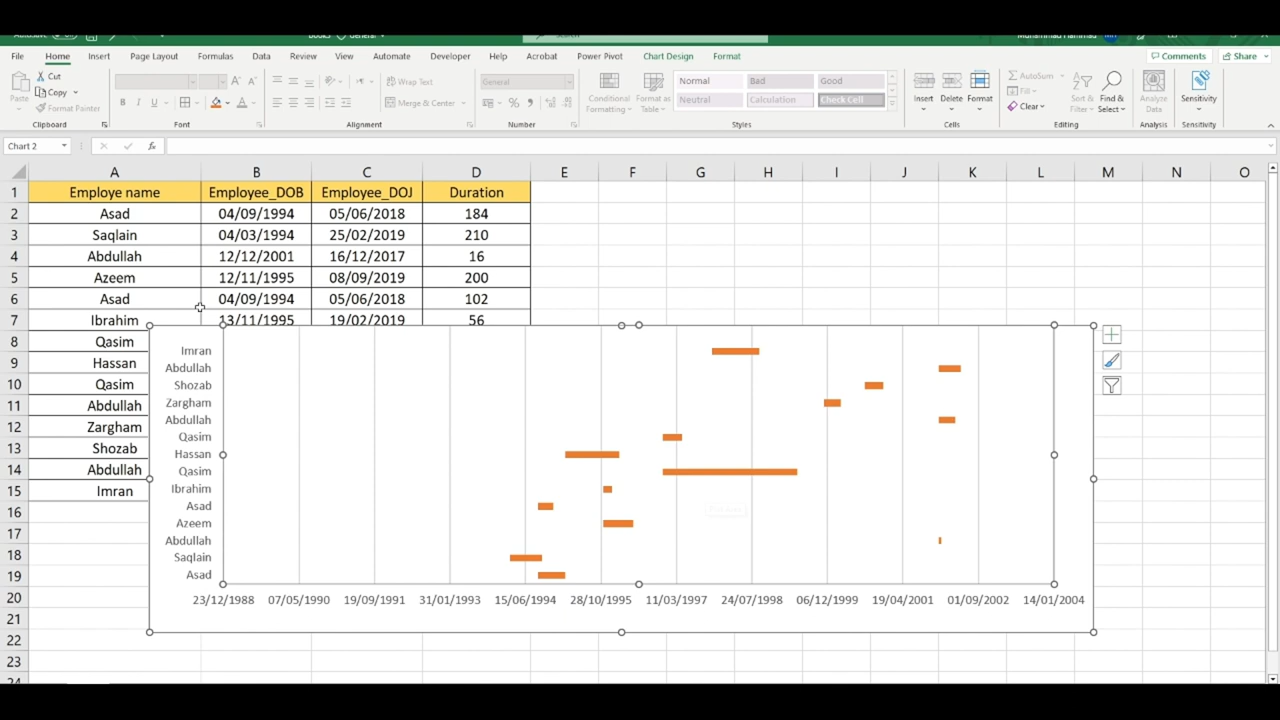 File Home Insert Page Layout Formulas Data Review View Automate Developer Help Acrobat Power Pivot Chart Design Format Comments Share
Cut
Copy
Format Painter
Paste
Clipboard
B I U
Font
Wrap Text
Merge & Center
Alignment
General
Number
Conditional Formatting
Format as Table
Normal Bad Good
Neutral Calculation Check Cell
Styles
Insert Delete Format
Cells
AutoSum
Fill
Clear
Sort & Filter
Find & Select
Editing
Analyze Data
Analysis
Sensitivity
Sensitivity
Chart 2 fx
A B C D E F G H I J K L M N O
1 Employe name Employee_DOB Employee_DOJ Duration
2 Asad 04/09/1994 05/06/2018 184
3 Saqlain 04/03/1994 25/02/2019 210
4 Abdullah 12/12/2001 16/12/2017 16
5 Azeem 12/11/1995 08/09/2019 200
6 Asad 04/09/1994 05/06/2018 102
7 Ibrahim 13/11/1995 19/02/2019 56
8 Qasim
9 Hassan
10 Qasim
11 Abdullah
12 Zargham
13 Shozab
14 Abdullah
15 Imran
16
17
18
19
20
21
22
23
24
Imran
Abdullah
Shozab
Zargham
Abdullah
Qasim
Hassan
Qasim
Ibrahim
Asad
Azeem
Abdullah
Saqlain
Asad
23/12/1988 07/05/1990 19/09/1991 31/01/1993 15/06/1994 28/10/1995 11/03/1997 24/07/1998 06/12/1999 19/04/2001 01/09/2002 14/01/2004